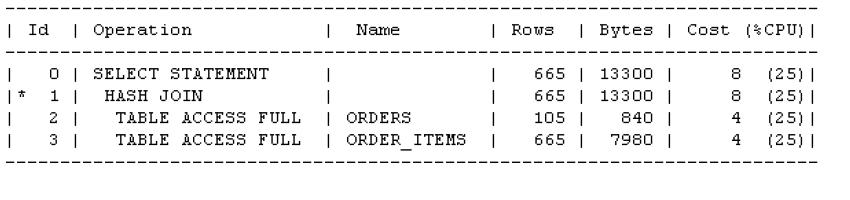 --------------------------------------------------------------------------
| Id | Operation | Name | Rows | Bytes | Cost (%CPU)|
--------------------------------------------------------------------------
| 0 | SELECT STATEMENT | | 665 | 13300 | 8 (25)|
|* 1 | HASH JOIN | | 665 | 13300 | 8 (25)|
| 2 | TABLE ACCESS FULL | ORDERS | 105 | 840 | 4 (25)|
| 3 | TABLE ACCESS FULL | ORDER_ITEMS | 665 | 7980 | 4 (25)|
--------------------------------------------------------------------------